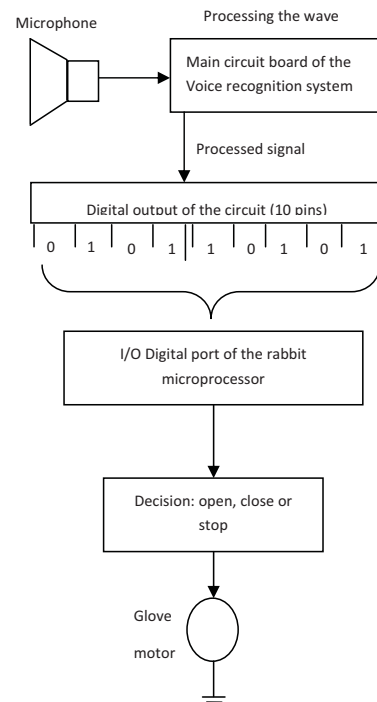 Processing the wave
Microphone
Main circuit board of the
Voice recognition system
Processed signal
Digital output of the circuit (10 pins)
0 1 0 1 1 0 1 0 1
I/O Digital port of the rabbit
microprocessor
Decision: open, close or
stop
Glove
motor